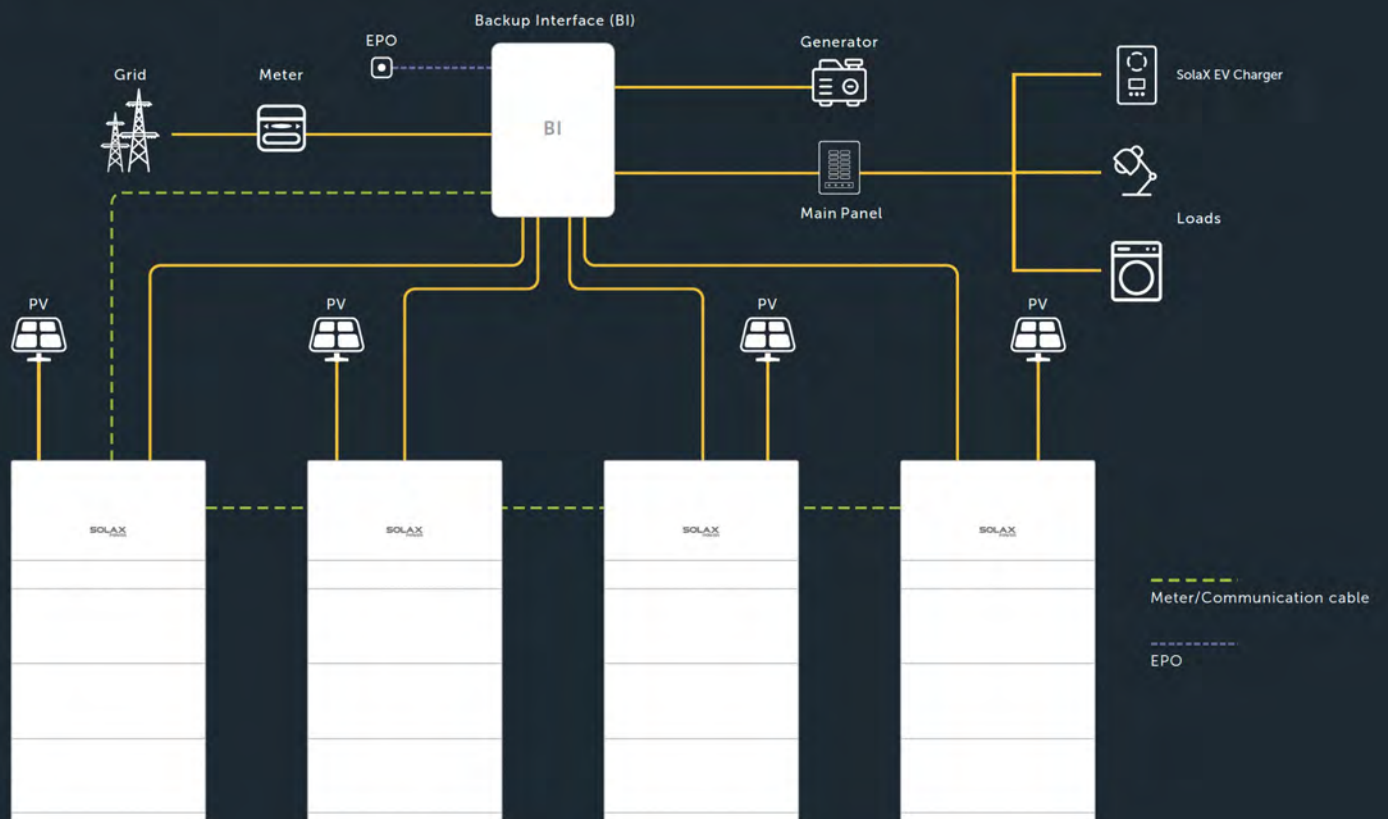 Backup Interface (BI)
EPO
Generator
Grid
Meter
SolaX EV Charger
BI
Main Panel
Loads
PV
PV
PV
PV
SOLAX
SOLAX
SOLAX
SOLAX
Meter/Communication cable
EPO